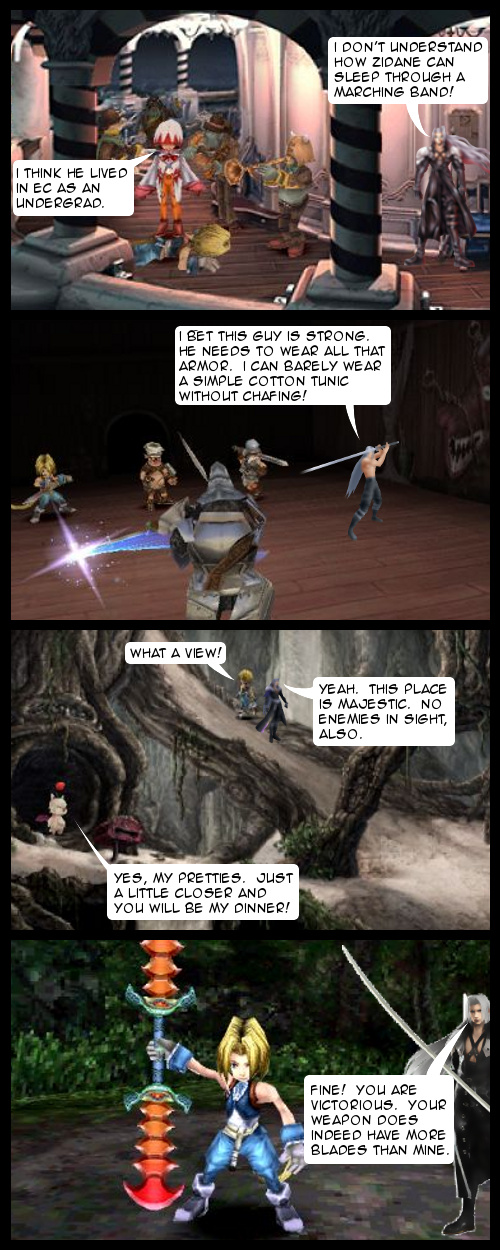 I DON'T UNDERSTAND
HOW ZIDANE CAN
SLEEP THROUGH A
MARCHING BAND!
I THINK HE LIVED
IN EC AS AN
UNDERGRAD.
I BET THIS GUY IS STRONG.
HE NEEDS TO WEAR ALL THAT
ARMOR. I CAN BARELY WEAR
A SIMPLE COTTON TUNIC
WITHOUT CHAFING!
WHAT A VIEW!
YEAH. THIS PLACE
IS MAJESTIC. NO
ENEMIES IN SIGHT,
ALSO.
YES, MY PRETTIES. JUST
A LITTLE CLOSER AND
YOU WILL BE MY DINNER!
FINE! YOU ARE
VICTORIOUS. YOUR
WEAPON DOES
INDEED HAVE MORE
BLADES THAN MINE.